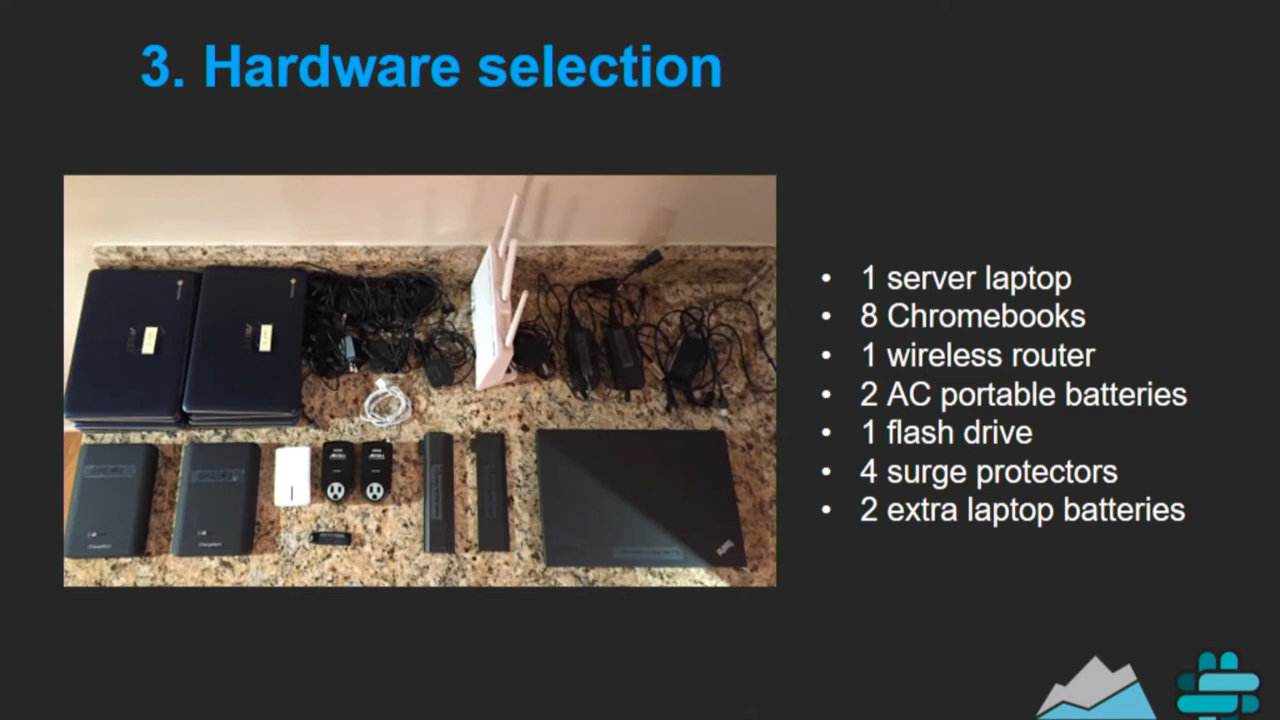 3. Hardware selection
• 1 server laptop
• 8 Chromebooks
• 1 wireless router
• 2 AC portable batteries
• 1 flash drive
• 4 surge protectors
• 2 extra laptop batteries